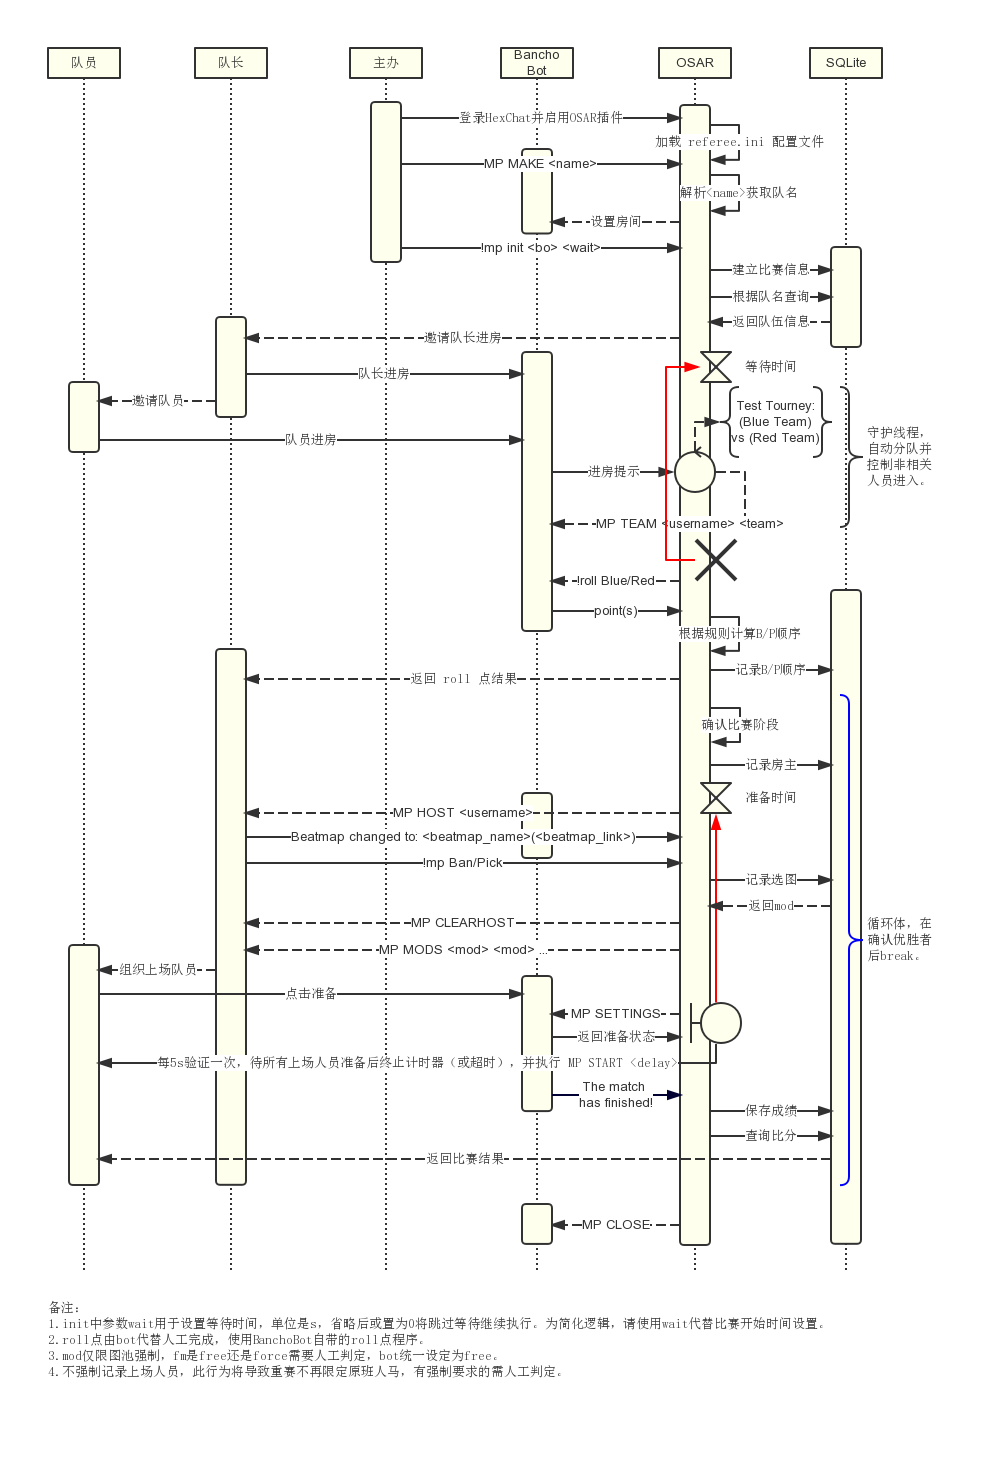 队员
队长
主办
Bancho
Bot
OSAR
SQLite
登录HexChat并启用OSAR插件
加载 referee.ini 配置文件
MP MAKE <name>
解析<name>获取队名
设置房间
!mp init <bo> <wait>
建立比赛信息
根据队名查询
返回队伍信息
邀请队长进房
等待时间
队长进房
邀请队员
Test Tourney:
(Blue Team)
vs (Red Team)
守护线程，
自动分队并
控制非相关
人员进入。
队员进房
进房提示
MP TEAM <username> <team>
!roll Blue/Red
point(s)
根据规则计算B/P顺序
记录B/P顺序
返回 roll 点结果
确认比赛阶段
记录房主
准备时间
MP HOST <username>
Beatmap changed to: <beatmap_name>(<beatmap_link>)
!mp Ban/Pick
记录选图
返回mod
MP CLEARHOST
循环体，在
确认优胜者
后break。
MP MODS <mod> <mod> ...
组织上场队员
点击准备
MP SETTINGS
返回准备状态
每5s验证一次，待所有上场人员准备后终止计时器（或超时），并执行 MP START <delay>
The match
has finished!
保存成绩
查询比分
返回比赛结果
MP CLOSE
备注：
1.init中参数wait用于设置等待时间，单位是s，省略后或置为0将跳过等待继续执行。为简化逻辑，请使用wait代替比赛开始时间设置。
2.roll点由bot代替人工完成，使用BanchoBot自带的roll点程序。
3.mod仅限图池强制，fm是free还是force需要人工判定，bot统一设定为free。
4.不强制记录上场人员，此行为将导致重赛不再限定原班人马，有强制要求的需人工判定。